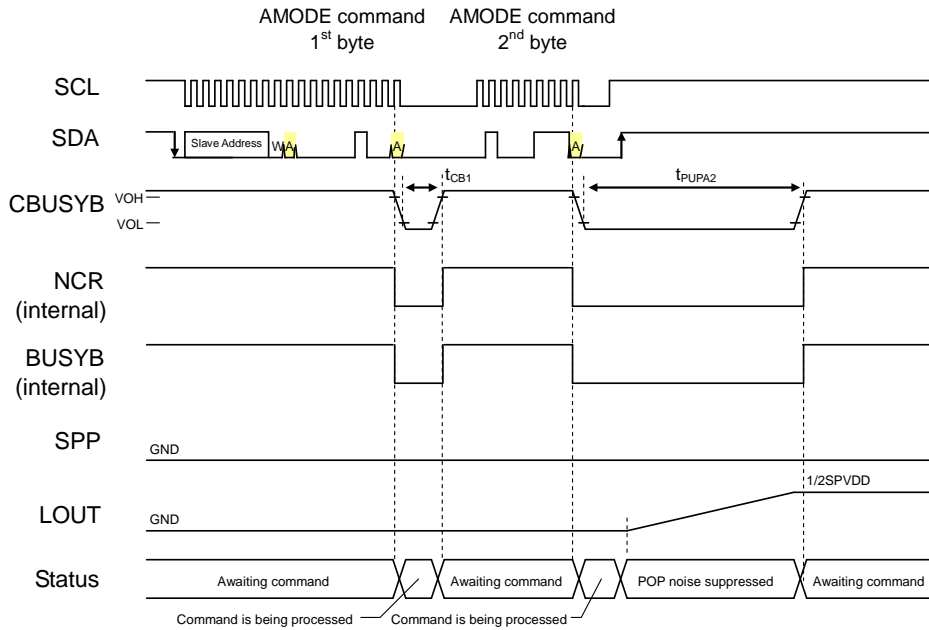 AMODE command
1st byte
AMODE command
2nd byte
SCL
SDA
Slave Address
W
A
A
A
tCB1
tPUPA2
CBUSYB
VOH
VOL
NCR
(internal)
BUSYB
(internal)
SPP
GND
1/2SPVDD
LOUT
GND
Status
Awaiting command
Awaiting command
POP noise suppressed
Awaiting command
Command is being processed
Command is being processed